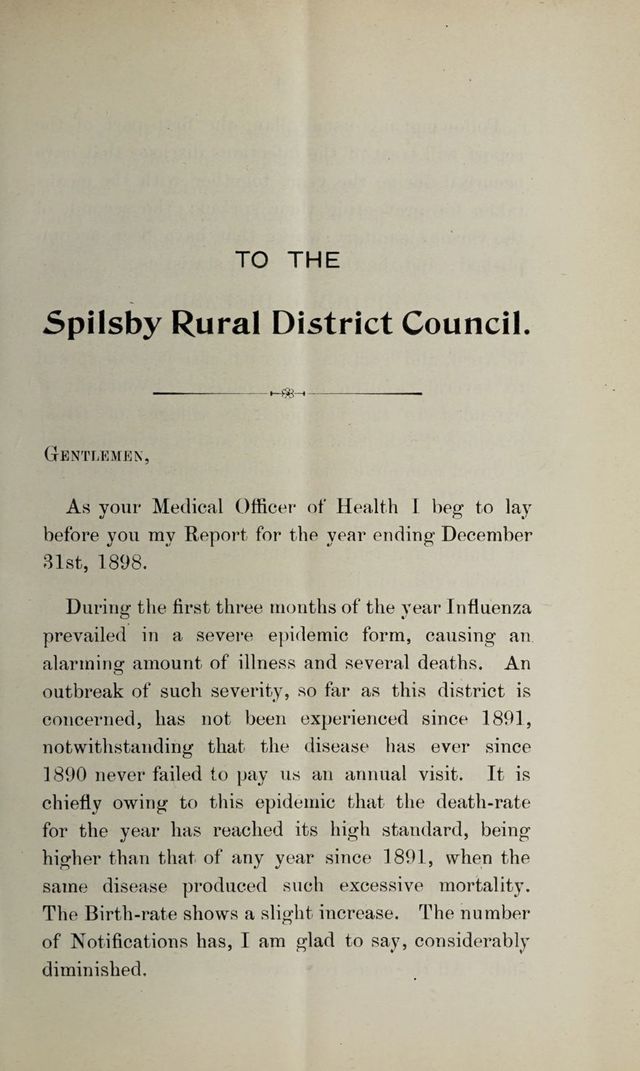 TO THE
Spilsby Rural District Council.
GENTLEMEN,
As your Medical Officer of Health I beg to lay
before you my Report for the year ending December
31st, 1898.
During the first three months of the year Influenza
prevailed in a severe epidemic form, causing an
alarming amount of illness and several deaths. An
outbreak of such severity, so far as this district is
concerned, has not been experienced since 1891,
notwithstanding that the disease has ever since
1890 never failed to pay us an annual visit. It is
chiefly owing to this epidemic that the death-rate
for the year has reached its high standard, being
higher than that of any year since 1891, when the
same disease produced such excessive mortality.
The Birth-rate shows a slight increase. The number
of Notifications has, I am glad to say, considerably
diminished.